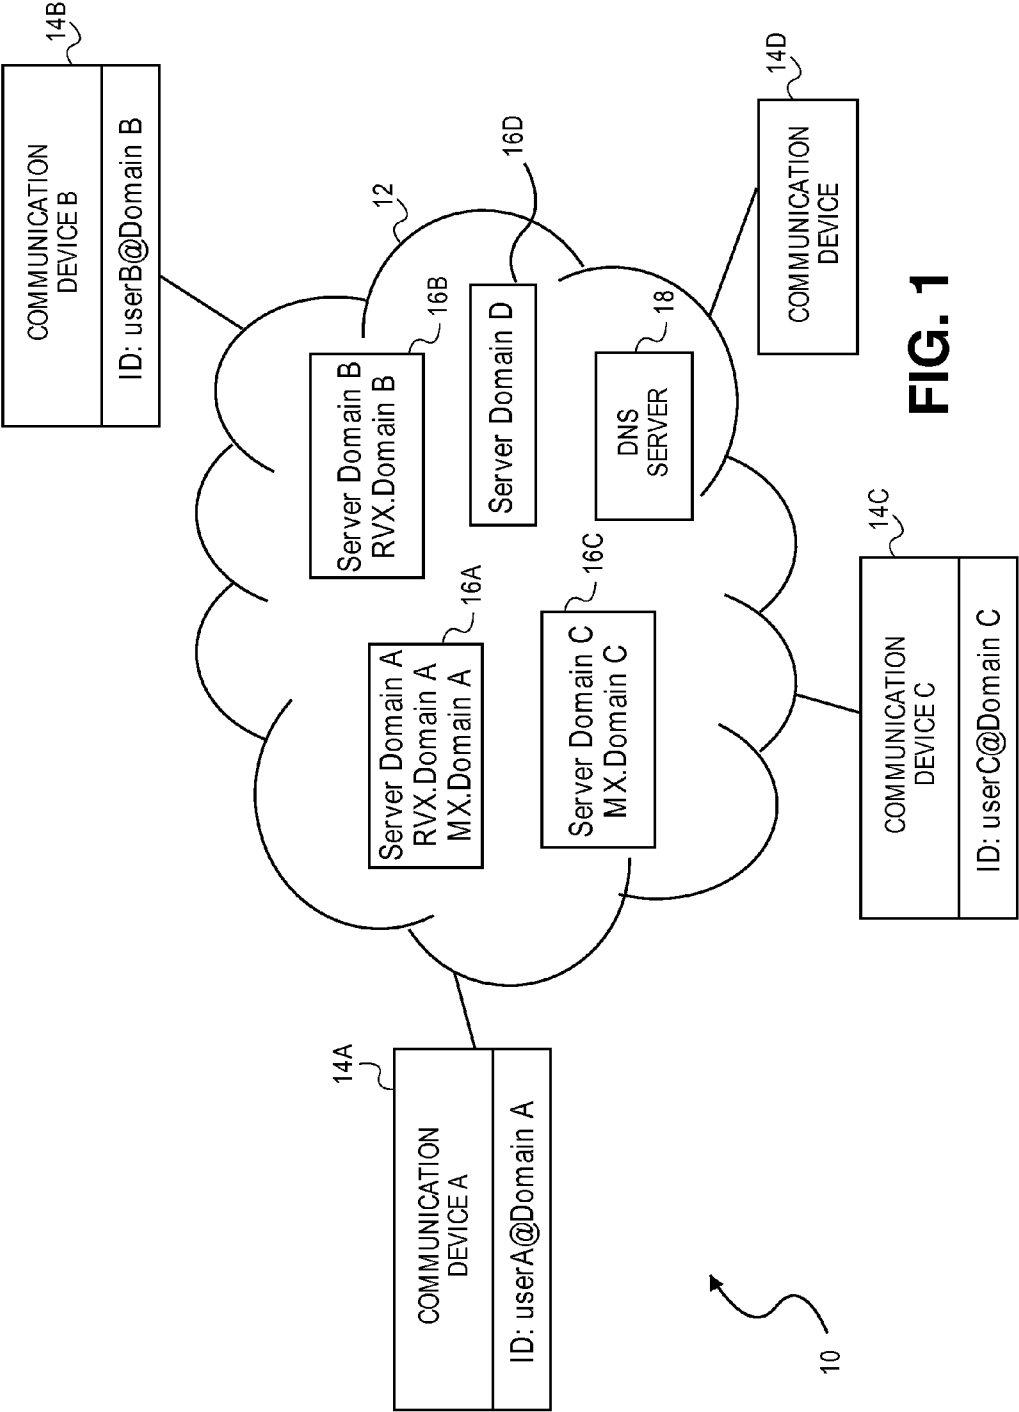 14B
COMMUNICATION
DEVICE B
ID: userB@Domain B
12
16D
14D
COMMUNICATION
DEVICE
Server Domain B
RVX.Domain B
16B
Server Domain D
DNS
SERVER
18
Server Domain A
RVX.Domain A
MX.Domain A
16A
Server Domain C
MX.Domain C
16C
14A
COMMUNICATION
DEVICE A
ID: userA@Domain A
14C
COMMUNICATION
DEVICE C
ID: userC@Domain C
10
FIG. 1